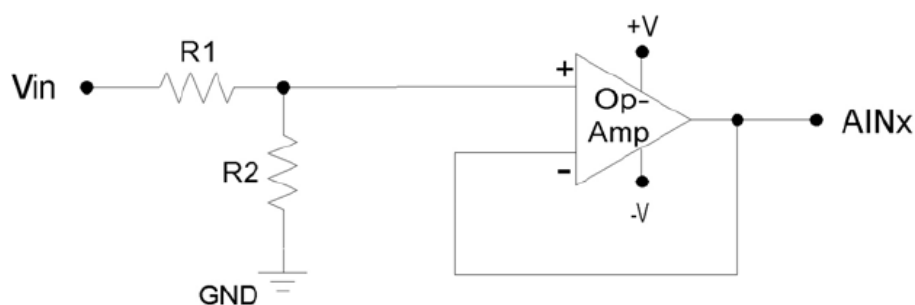 R1
Vin
R2
GND
+V
+
Op-
Amp
-
-V
AINx